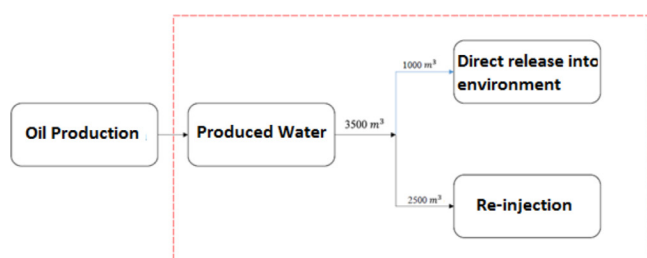 1000 m³
Direct release into
environment
Oil Production
Produced Water
3500 m³
2500 m³
Re-injection